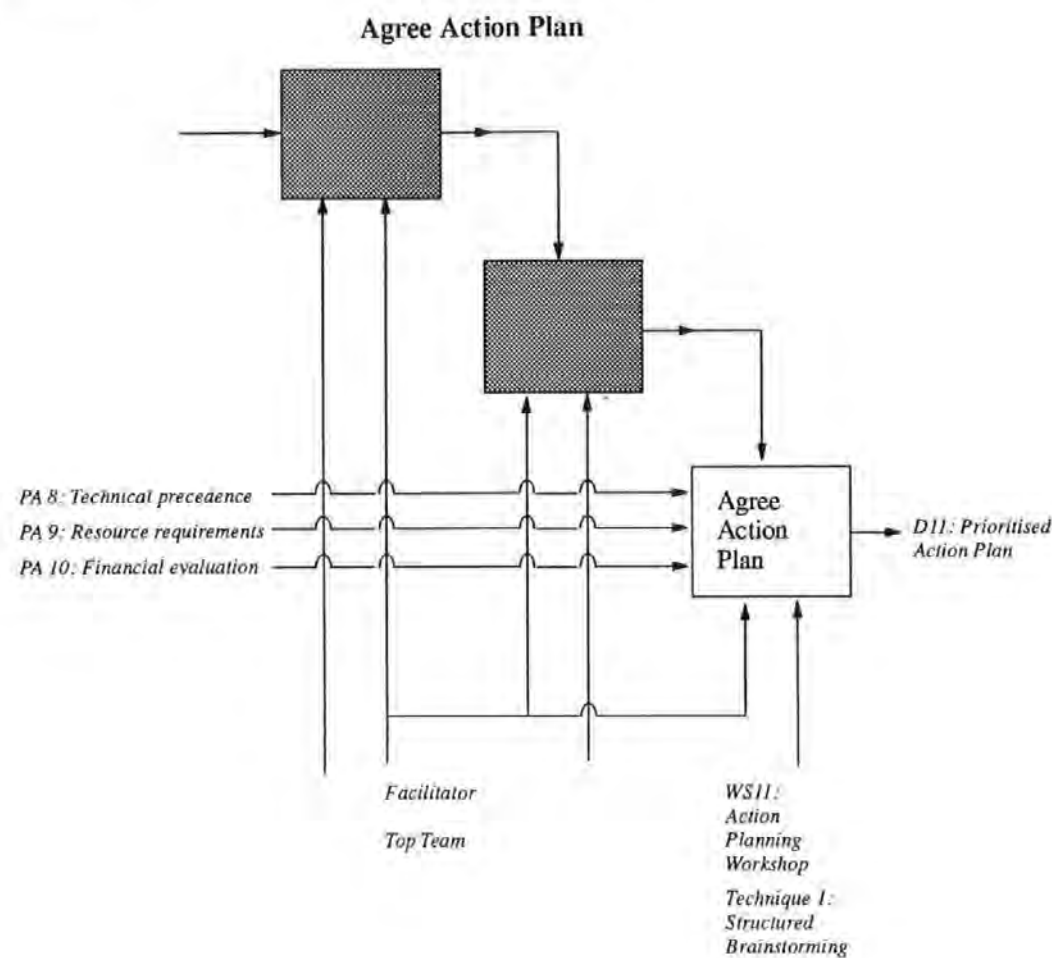 Agree Action Plan
PA 8: Technical precedence
PA 9: Resource requirements
PA 10: Financial evaluation
Agree
Action
Plan
D11: Prioritised
Action Plan
Facilitator
Top Team
WS11:
Action
Planning
Workshop
Technique 1:
Structured
Brainstorming